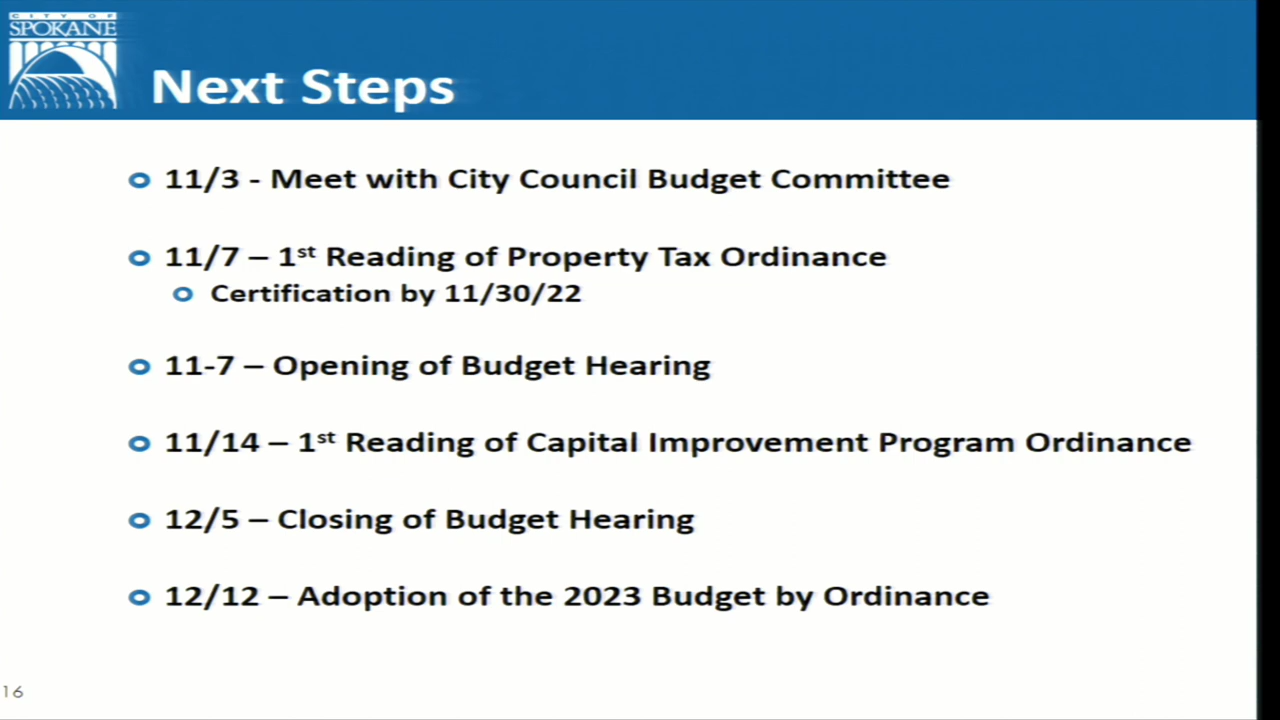 CITY OF
SPOKANE
Next Steps
11/3 - Meet with City Council Budget Committee
11/7 – 1st Reading of Property Tax Ordinance
Certification by 11/30/22
11-7 – Opening of Budget Hearing
11/14 – 1st Reading of Capital Improvement Program Ordinance
12/5 – Closing of Budget Hearing
12/12 – Adoption of the 2023 Budget by Ordinance
16